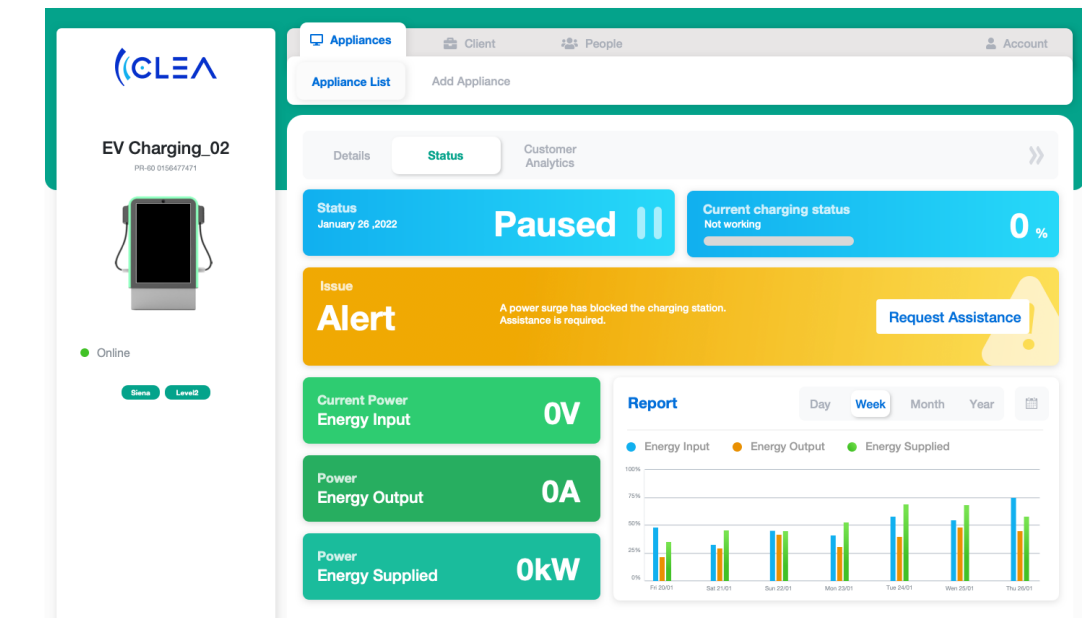 CLEA
EV Charging_02
PR-60 0156477471
Online
Siena Level2
Appliances Client People Account
Appliance List Add Appliance
Details Status Customer
Analytics
Status
January 26 ,2022
Paused
Current charging status
Not working
0 %
Issue
Alert
A power surge has blocked the charging station.
Assistance is required.
Request Assistance
Current Power
Energy Input
0V
Power
Energy Output
0A
Power
Energy Supplied
0kW
Report
Day Week Month Year
Energy Input Energy Output Energy Supplied
100%
75%
50%
25%
0%
Fri 20/01 Sat 21/01 Sun 22/01 Mon 23/01 Tue 24/01 Wen 25/01 Thu 26/01